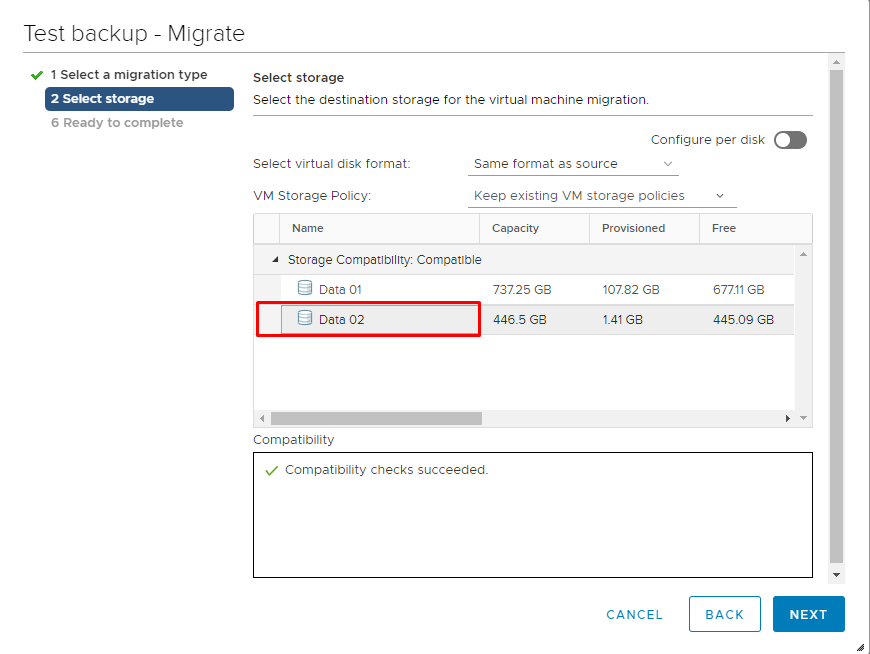 Test backup - Migrate
1 Select a migration type
2 Select storage
6 Ready to complete
Select storage
Select the destination storage for the virtual machine migration.
Configure per disk
Select virtual disk format: Same format as source
VM Storage Policy: Keep existing VM storage policies
Name Capacity Provisioned Free
Storage Compatibility: Compatible
Data 01 737.25 GB 107.82 GB 677.11 GB
Data 02 446.5 GB 1.41 GB 445.09 GB
Compatibility
Compatibility checks succeeded.
CANCEL BACK NEXT